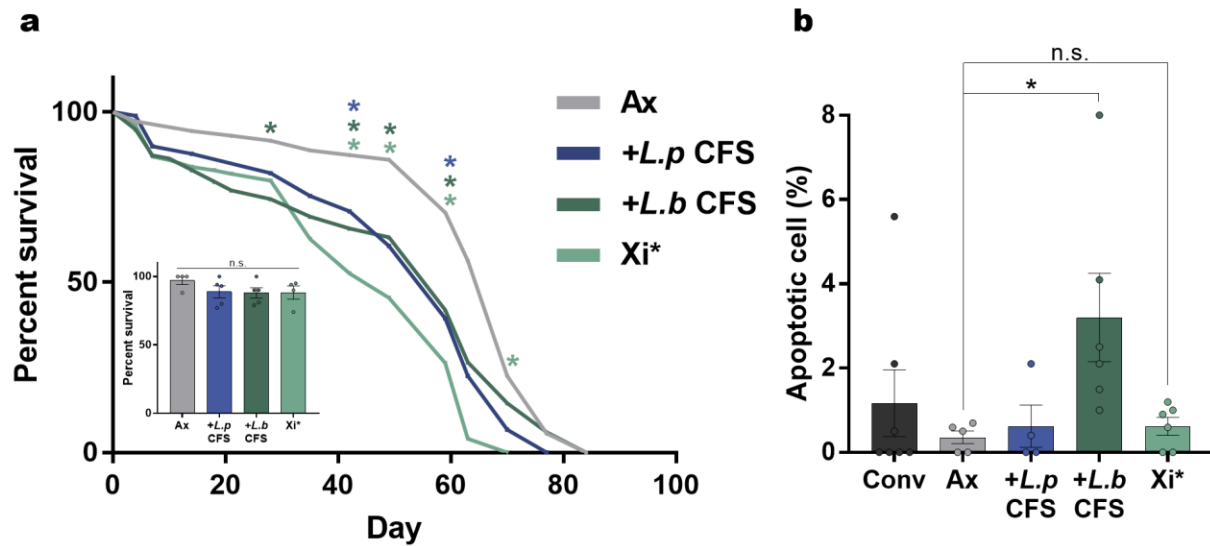 a
Percent survival
100
50
0
0
20
40
60
80
100
Day
*
*
*
*
*
*
*
*
*
*
Ax
+L.p CFS
+L.b CFS
Xi*
Percent survival
100
50
0
n.s.
Ax
+L.p
CFS
+L.b
CFS
Xi*
b
n.s.
*
Apoptotic cell (%)
8
6
4
2
0
Conv
Ax
+L.p
CFS
+L.b
CFS
Xi*